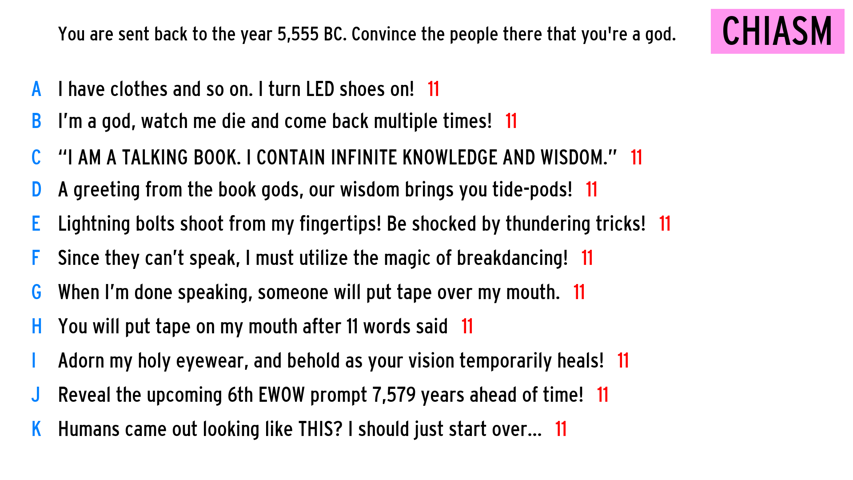 You are sent back to the year 5,555 BC. Convince the people there that you're a god.
CHIASM
A I have clothes and so on. I turn LED shoes on! 11
B I’m a god, watch me die and come back multiple times! 11
C “I AM A TALKING BOOK. I CONTAIN INFINITE KNOWLEDGE AND WISDOM.” 11
D A greeting from the book gods, our wisdom brings you tide-pods! 11
E Lightning bolts shoot from my fingertips! Be shocked by thundering tricks! 11
F Since they can’t speak, I must utilize the magic of breakdancing! 11
G When I’m done speaking, someone will put tape over my mouth. 11
H You will put tape on my mouth after 11 words said 11
I Adorn my holy eyewear, and behold as your vision temporarily heals! 11
J Reveal the upcoming 6th EWOW prompt 7,579 years ahead of time! 11
K Humans came out looking like THIS? I should just start over... 11